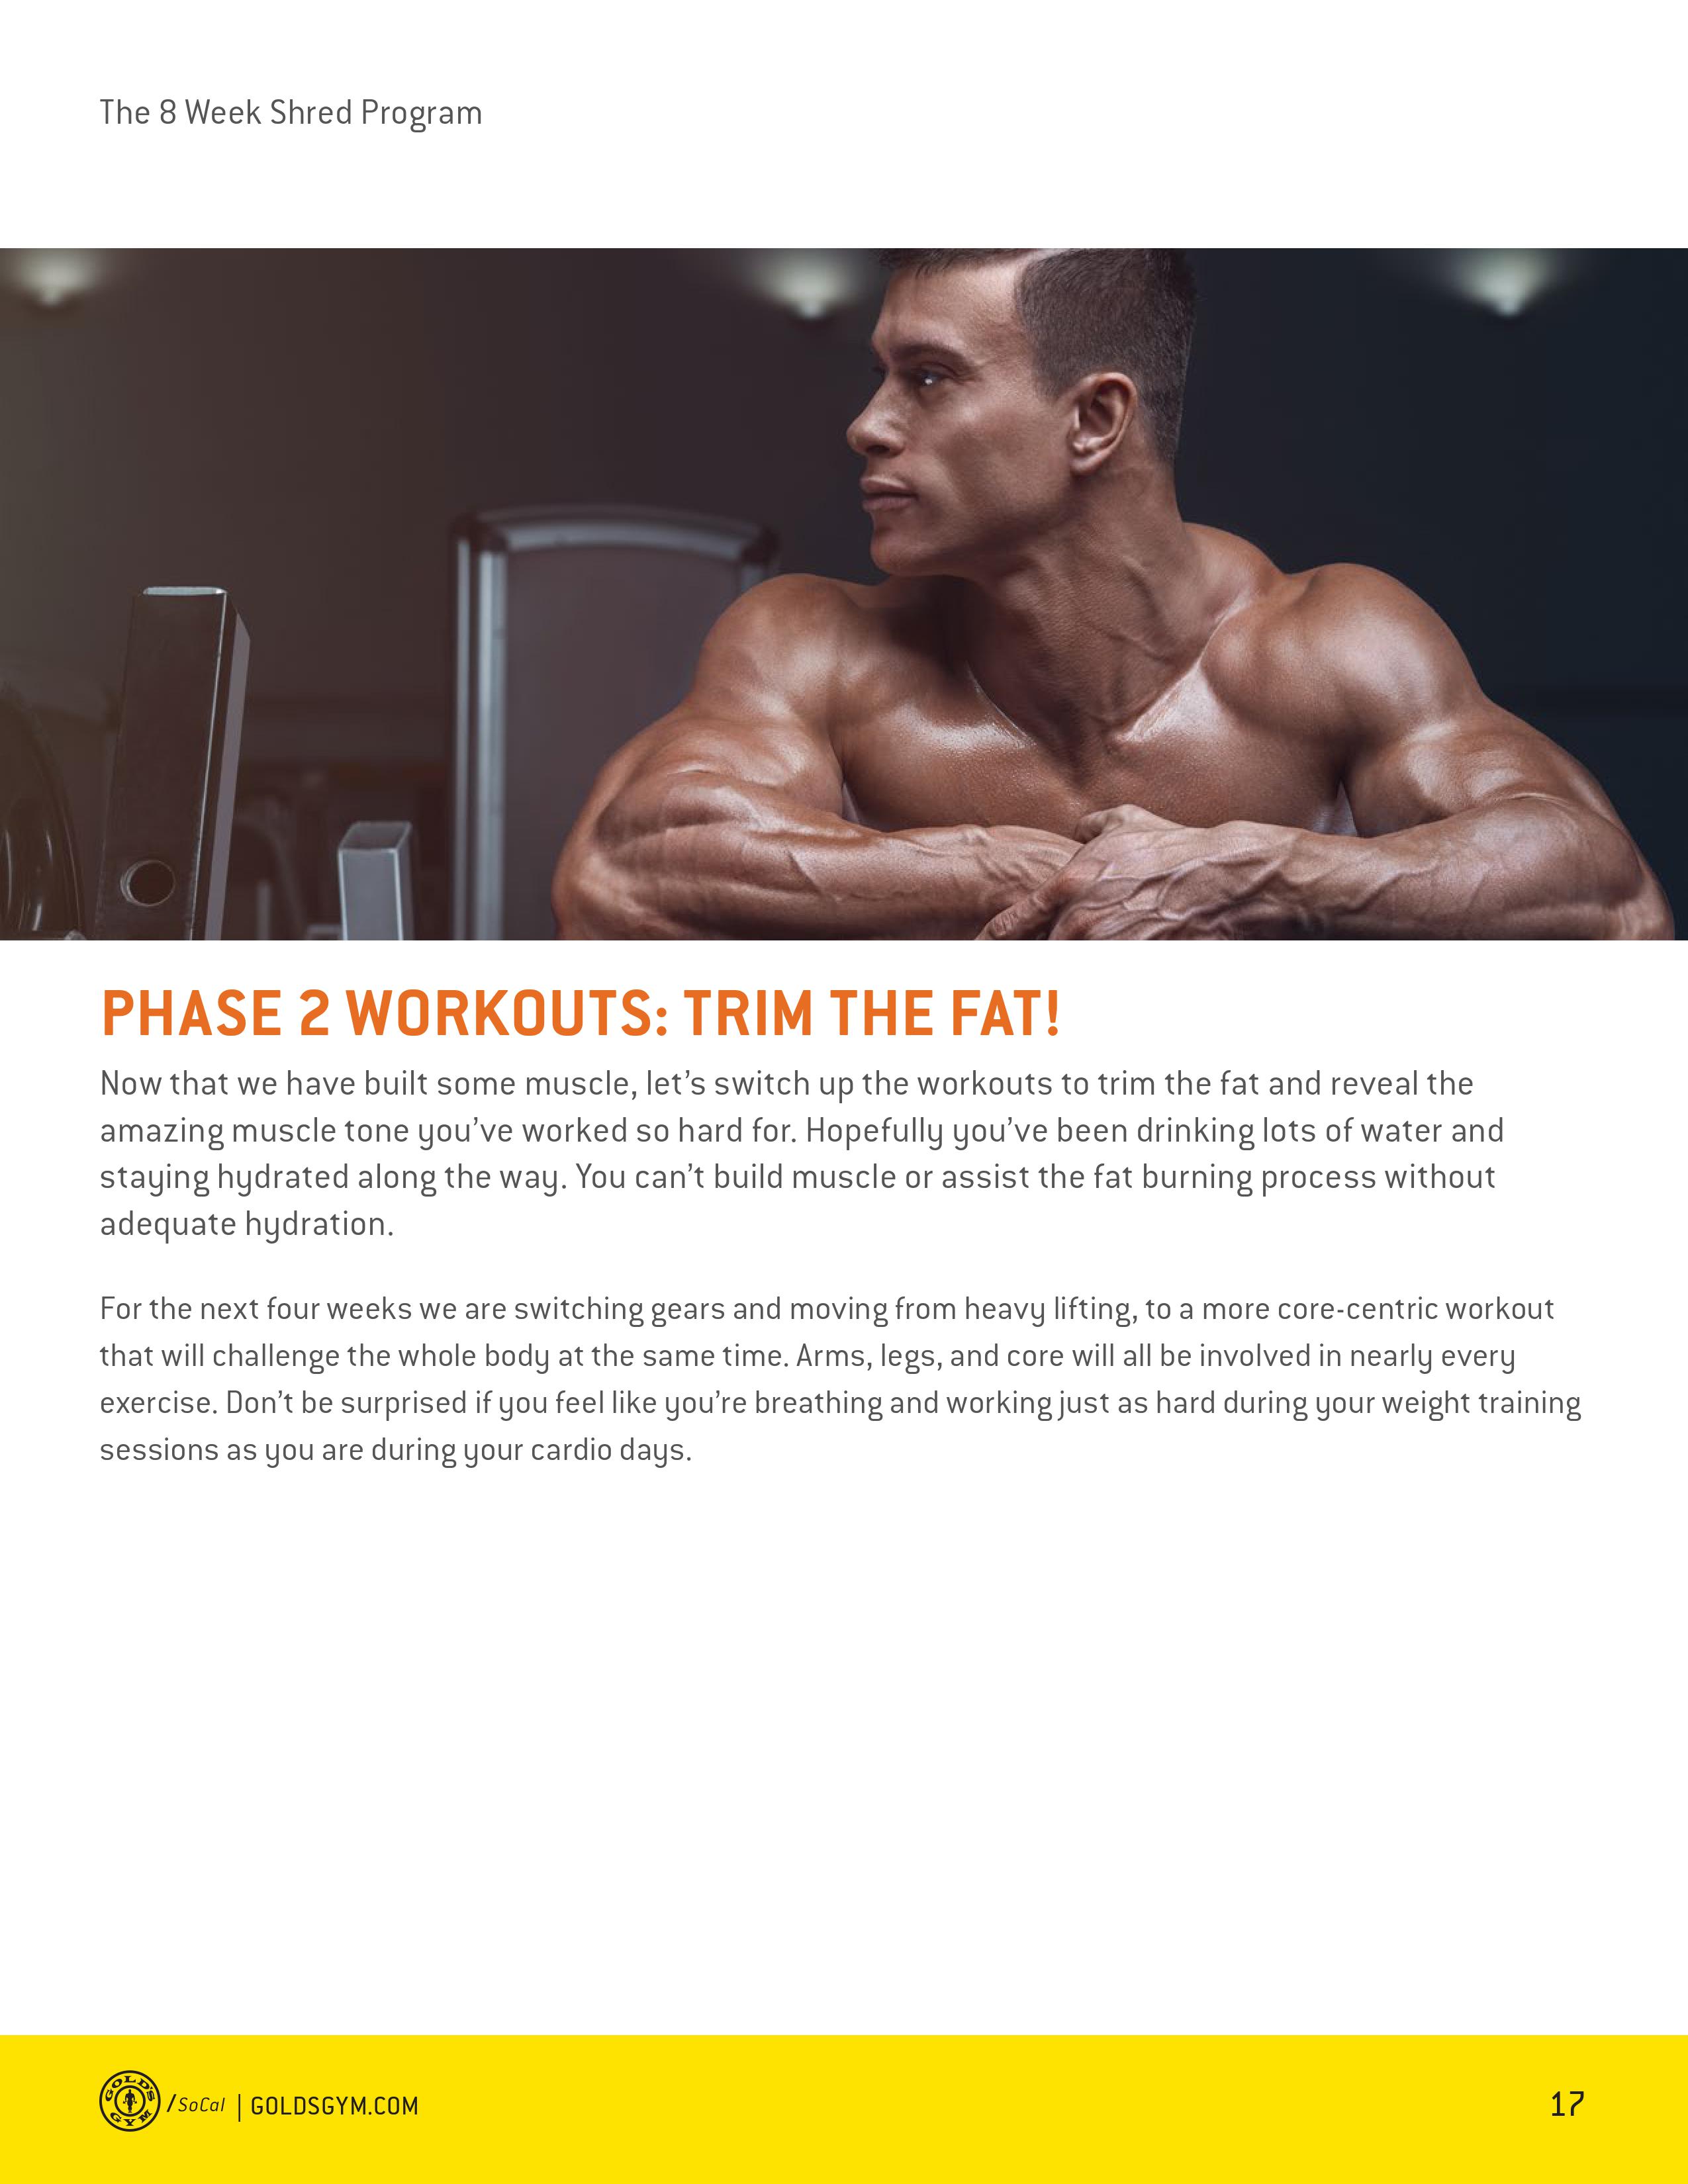 The 8 Week Shred Program
PHASE 2 WORKOUTS: TRIM THE FAT!
Now that we have built some muscle, let’s switch up the workouts to trim the fat and reveal the
amazing muscle tone you’ve worked so hard for. Hopefully you’ve been drinking lots of water and
staying hydrated along the way. You can’t build muscle or assist the fat burning process without
adequate hydration.
For the next four weeks we are switching gears and moving from heavy lifting, to a more core-centric workout
that will challenge the whole body at the same time. Arms, legs, and core will all be involved in nearly every
exercise. Don’t be surprised if you feel like you’re breathing and working just as hard during your weight training
sessions as you are during your cardio days.
GOLD'S GYM /SoCal | GOLDSGYM.COM
17